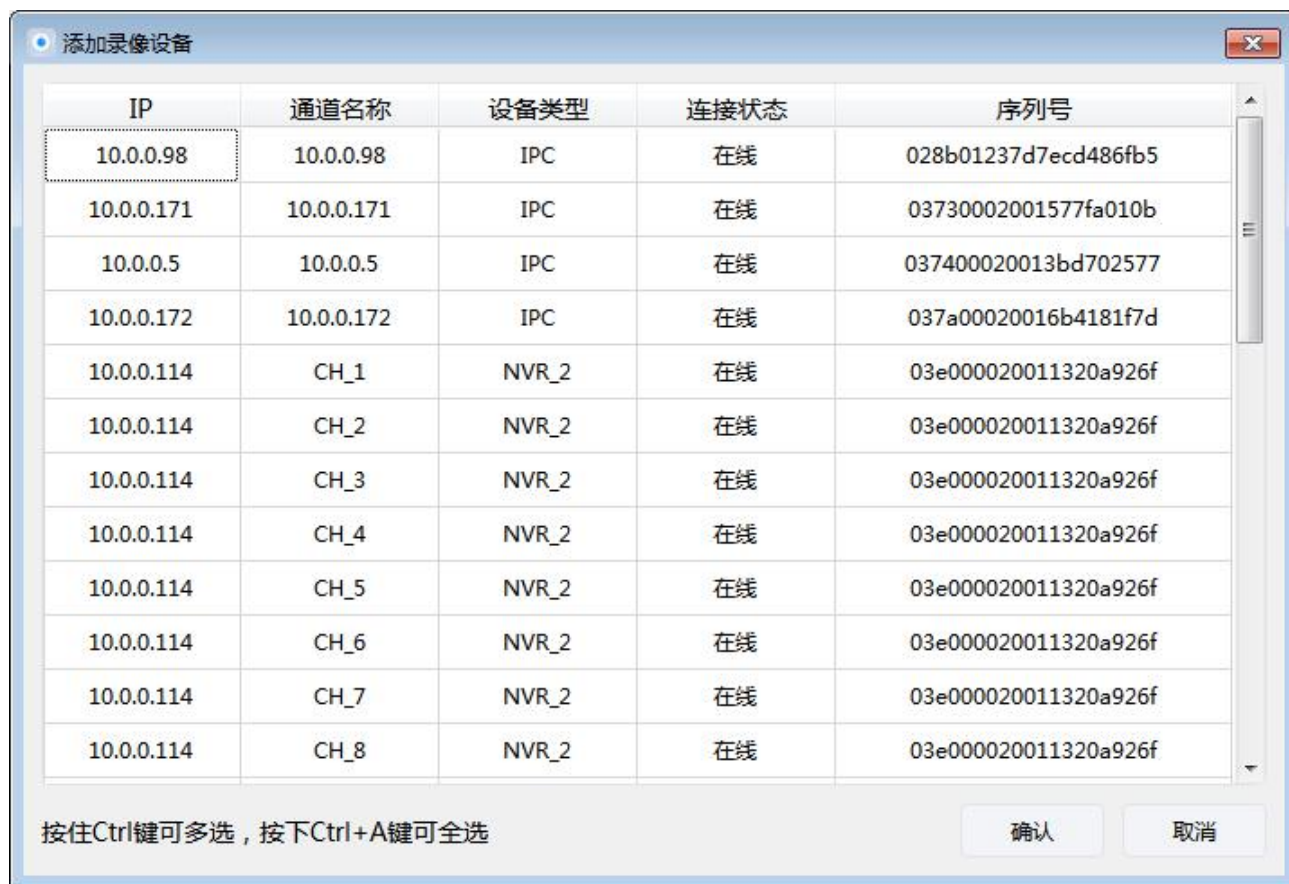 添加录像设备
IP 通道名称 设备类型 连接状态 序列号
10.0.0.98 10.0.0.98 IPC 在线 028b01237d7ecd486fb5
10.0.0.171 10.0.0.171 IPC 在线 03730002001577fa010b
10.0.0.5 10.0.0.5 IPC 在线 037400020013bd702577
10.0.0.172 10.0.0.172 IPC 在线 037a00020016b4181f7d
10.0.0.114 CH_1 NVR_2 在线 03e000020011320a926f
10.0.0.114 CH_2 NVR_2 在线 03e000020011320a926f
10.0.0.114 CH_3 NVR_2 在线 03e000020011320a926f
10.0.0.114 CH_4 NVR_2 在线 03e000020011320a926f
10.0.0.114 CH_5 NVR_2 在线 03e000020011320a926f
10.0.0.114 CH_6 NVR_2 在线 03e000020011320a926f
10.0.0.114 CH_7 NVR_2 在线 03e000020011320a926f
10.0.0.114 CH_8 NVR_2 在线 03e000020011320a926f
按住Ctrl键可多选，按下Ctrl+A键可全选 确认 取消